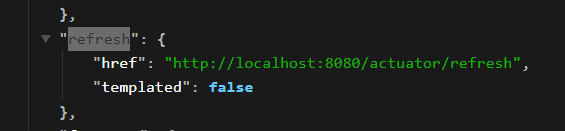 },
"refresh": {
"href": "http://localhost:8080/actuator/refresh",
"templated": false
},